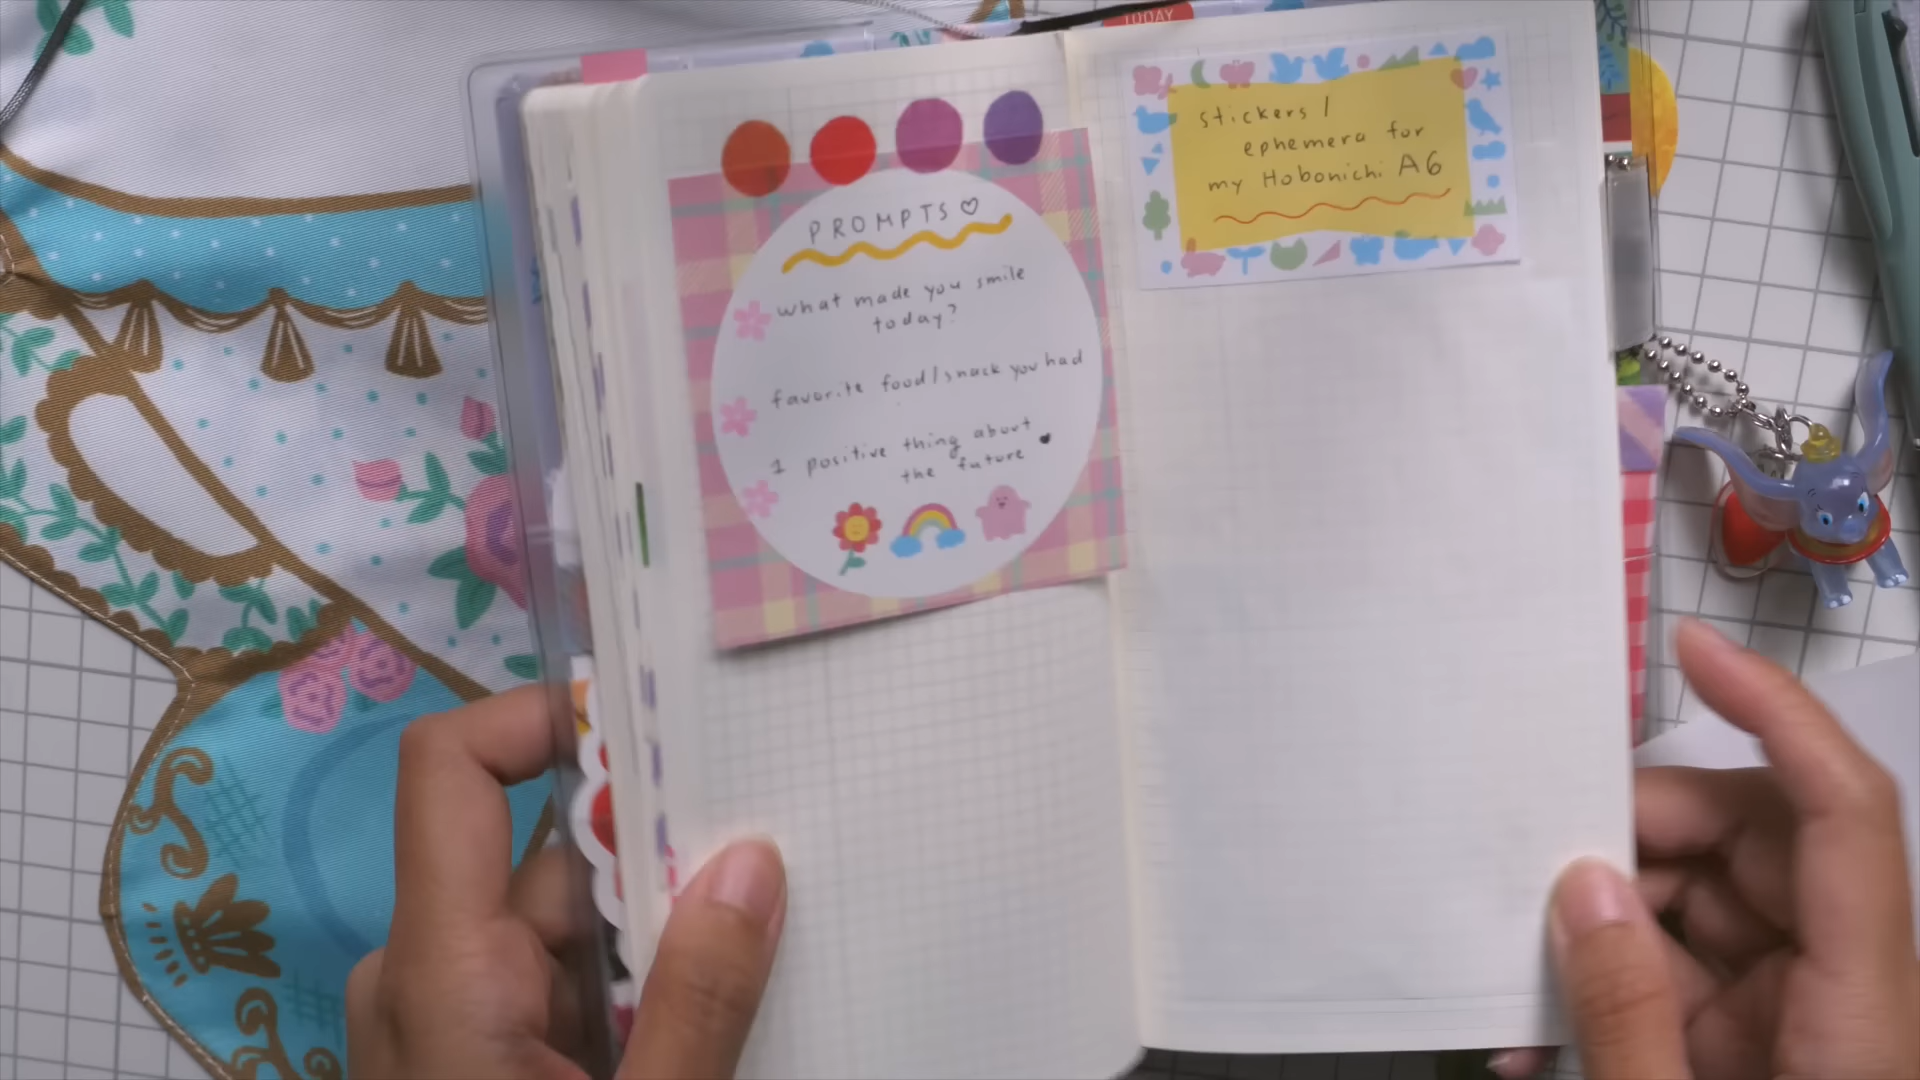 TODAY
PROMPTS
what made you smile
today?
favorite food/snack you had
1 positive thing about
the future
stickers /
ephemera for
my Hobonichi A6